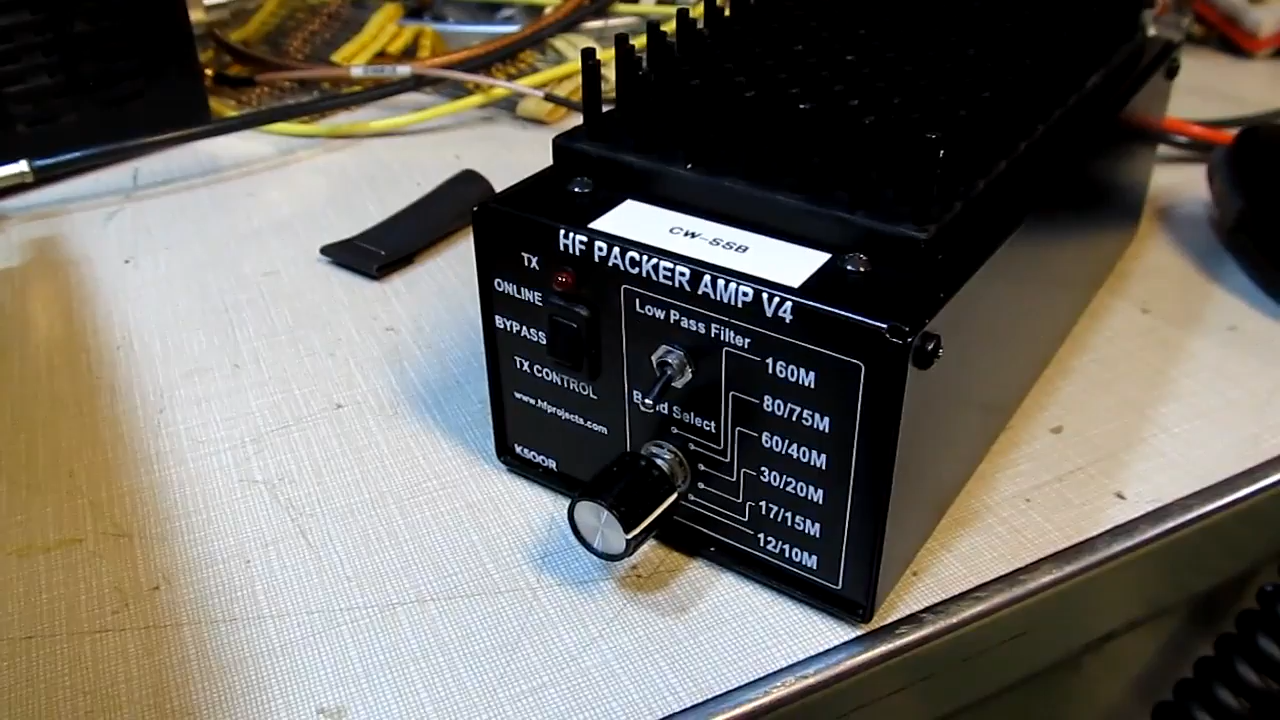 CW-SSB
HF PACKER AMP V4
TX
ONLINE
BYPASS
TX CONTROL
www.hfprojects.com
K5OOR
Low Pass Filter
Band Select
160M
80/75M
60/40M
30/20M
17/15M
12/10M